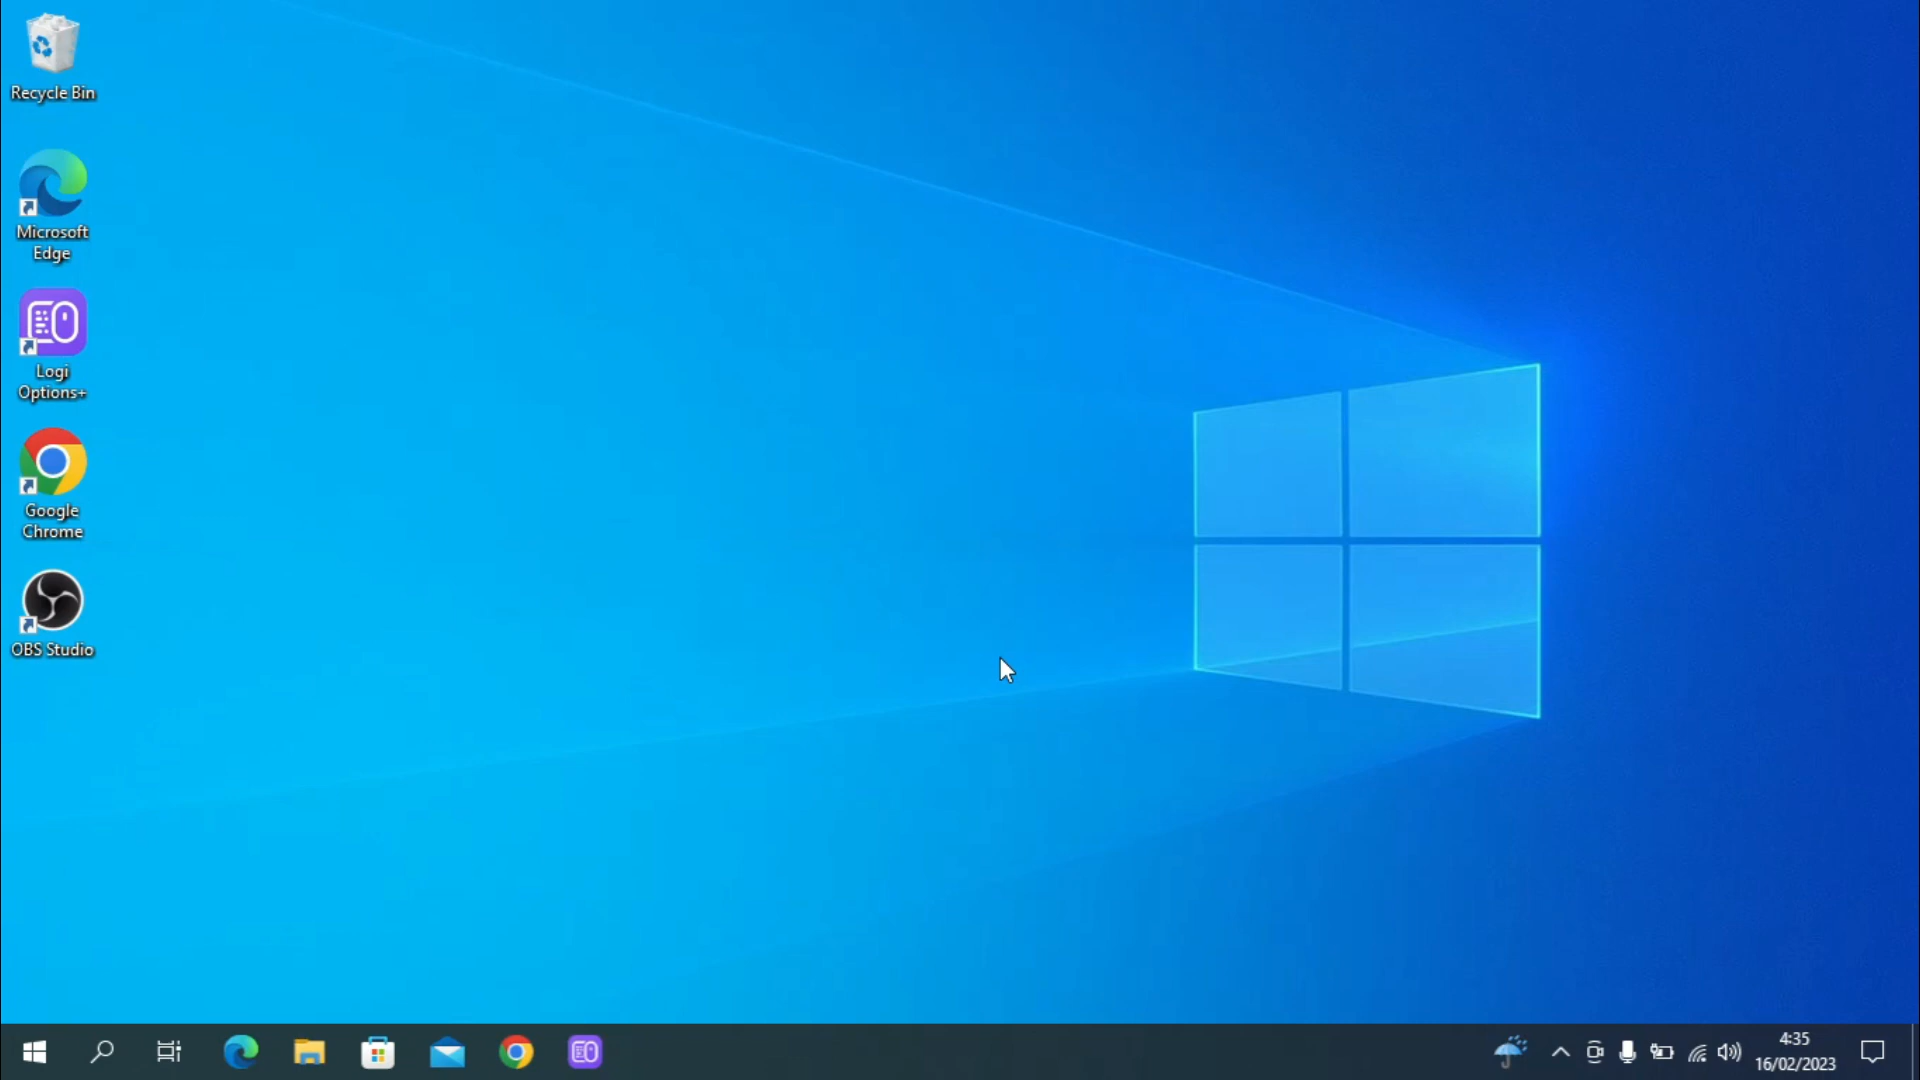 Recycle Bin
Microsoft
Edge
Logi
Options+
Google
Chrome
OBS Studio
4:35
16/02/2023